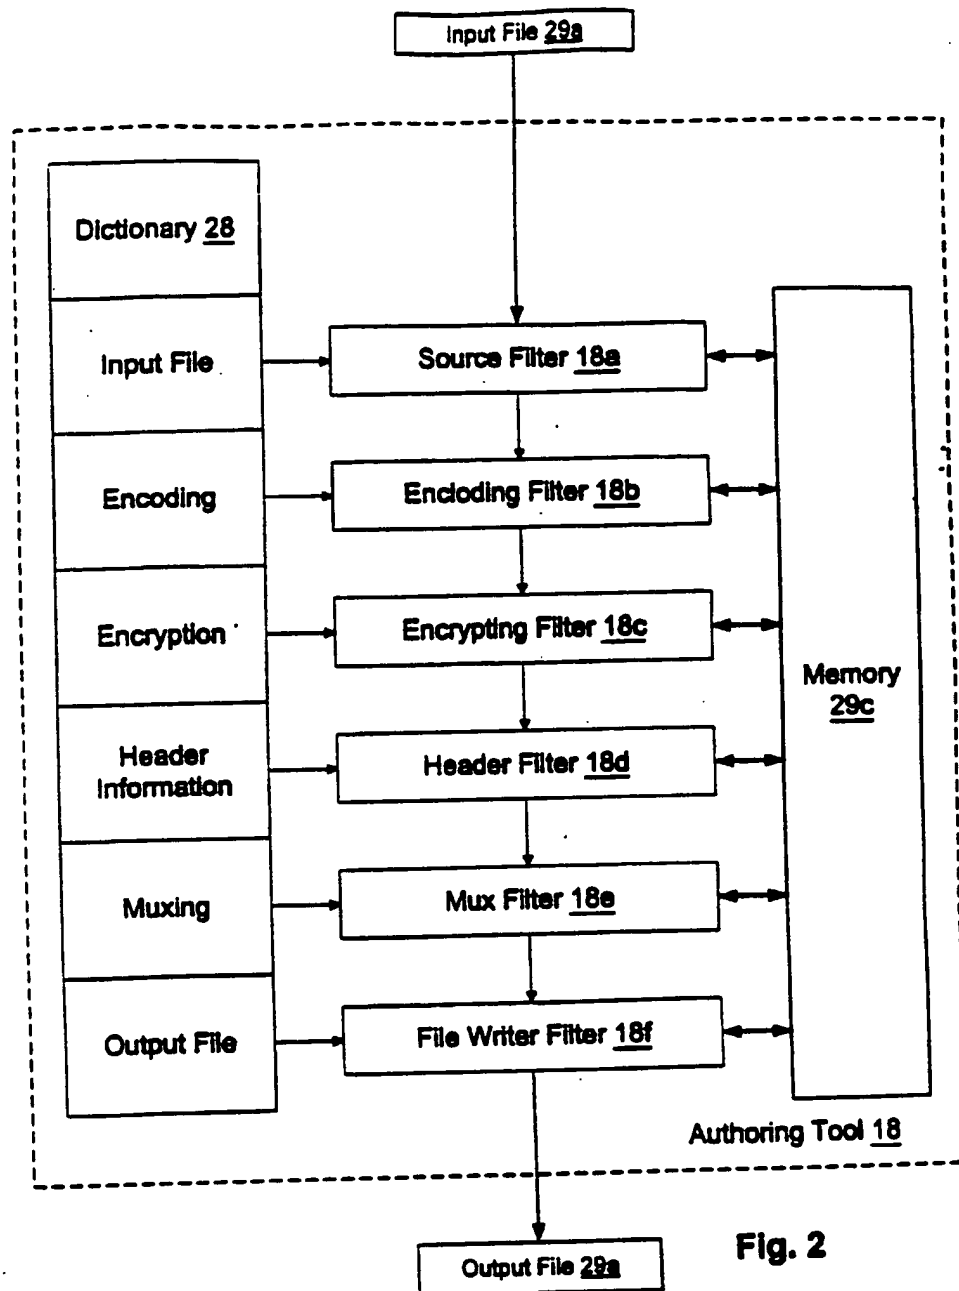 Input File 29a
Dictionary 28
Input File
Source Filter 18a
Encoding
Encloding Filter 18b
Encryption
Encrypting Filter 18c
Memory
29c
Header
Information
Header Filter 18d
Muxing
Mux Filter 18e
Output File
File Writer Filter 18f
Authoring Tool 18
Output File 29a
Fig. 2